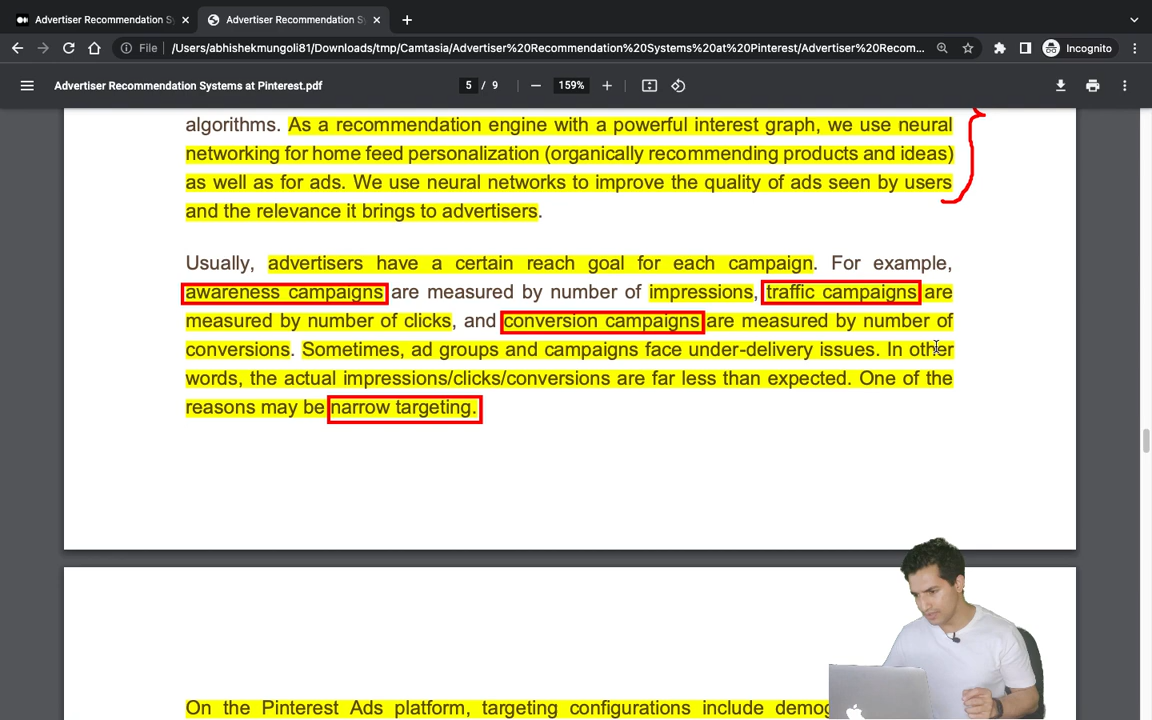 Advertiser Recommendation S
Advertiser Recommendation S
File
/Users/abhishekmungoli81/Downloads/tmp/Camtasia/Advertiser%20Recommendation%20Systems%20at%20Pinterest/Advertiser%20Recom...
Incognito
Advertiser Recommendation Systems at Pinterest.pdf
5 / 9
159%
algorithms. As a recommendation engine with a powerful interest graph, we use neural
networking for home feed personalization (organically recommending products and ideas)
as well as for ads. We use neural networks to improve the quality of ads seen by users
and the relevance it brings to advertisers.
Usually, advertisers have a certain reach goal for each campaign. For example,
awareness campaigns are measured by number of impressions, traffic campaigns are
measured by number of clicks, and conversion campaigns are measured by number of
conversions. Sometimes, ad groups and campaigns face under-delivery issues. In other
words, the actual impressions/clicks/conversions are far less than expected. One of the
reasons may be narrow targeting.
On the Pinterest Ads platform, targeting configurations include